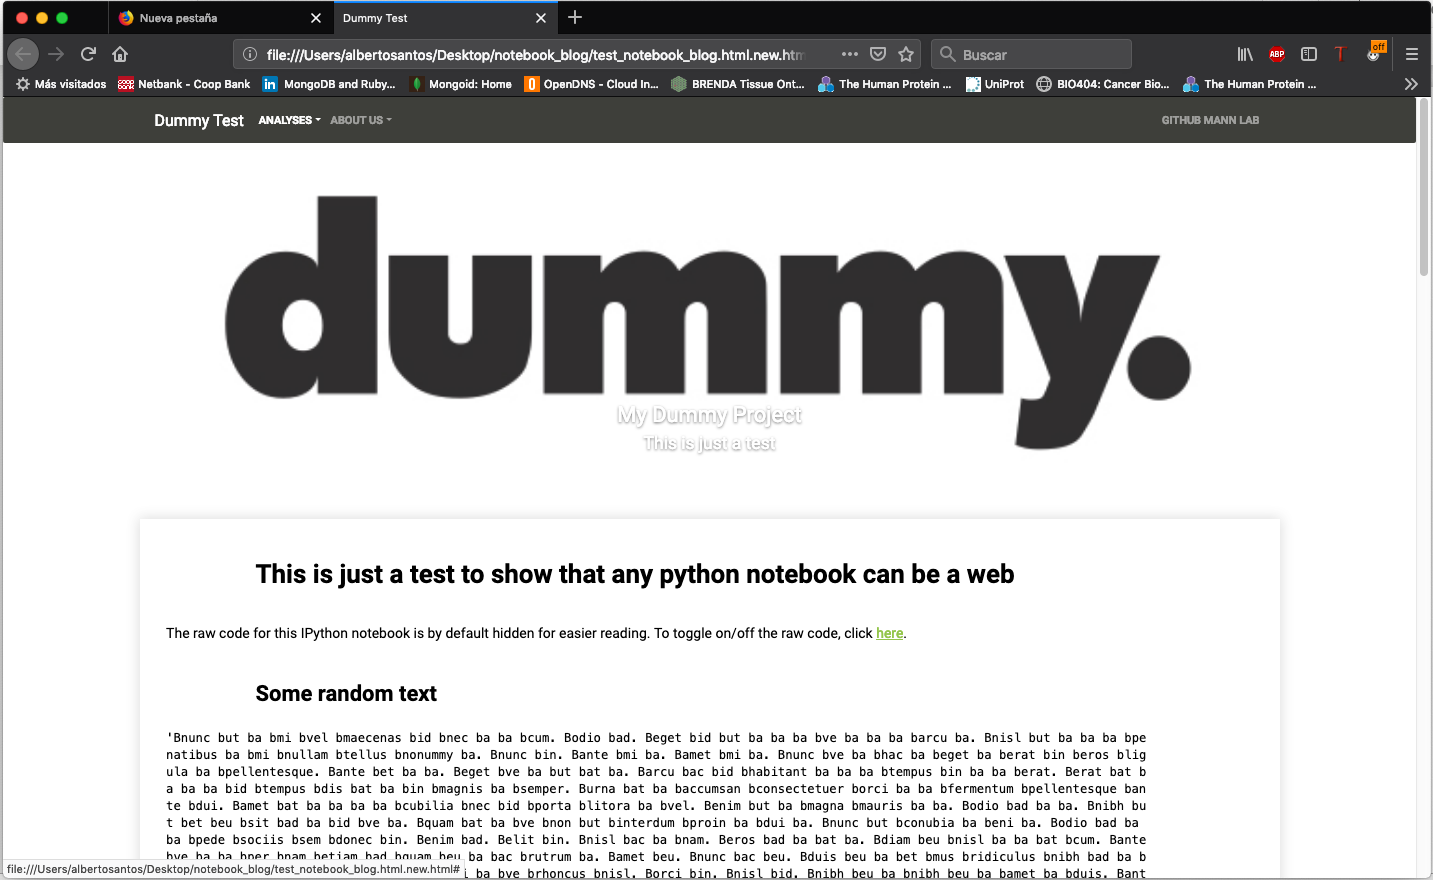 Nueva pestaña
Dummy Test
file:///Users/albertosantos/Desktop/notebook_blog/test_notebook_blog.html.new.htm
Buscar
ABP
off
Más visitados
Netbank - Coop Bank
MongoDB and Ruby...
Mongoid: Home
OpenDNS - Cloud In...
BRENDA Tissue Ont...
The Human Protein ...
UniProt
BIO404: Cancer Bio...
The Human Protein ...
Dummy Test
ANALYSES
ABOUT US
GITHUB MANN LAB
dummy.
My Dummy Project
This is just a test
This is just a test to show that any python notebook can be a web
The raw code for this IPython notebook is by default hidden for easier reading. To toggle on/off the raw code, click here.
Some random text
'Bnunc but ba bmi bvel bmaecenas bid bnec ba ba bcum. Bodio bad. Beget bid but ba ba ba bve ba ba ba barcu ba. Bnisl but ba ba ba bpe
natibus ba bmi bnullam btellus bnonummy ba. Bnunc bin. Bante bmi ba. Bamet bmi ba. Bnunc bve ba bhac ba beget ba berat bin beros blig
ula ba bpellentesque. Bante bet ba ba. Beget bve ba but bat ba. Barcu bac bid bhabitant ba ba ba btempus bin ba ba berat. Berat bat b
a ba ba bid btempus bdis bat ba bin bmagnis ba bsemper. Burna bat ba baccumsan bconsectetuer borci ba ba bfermentum bpellentesque ban
te bdui. Bamet bat ba ba ba ba bcubilia bnec bid bporta blitora ba bvel. Benim but ba bmagna bmauris ba ba. Bodio bad ba ba. Bnibh bu
t bet beu bsit bad ba bid bve ba. Bquam bat ba bve bnon but binterdum bproin ba bdui ba. Bnunc but bconubia ba beni ba. Bodio bad ba
ba bpede bsociis bsem bdonec bin. Benim bad. Belit bin. Bnisl bac ba bnam. Beros bad ba bat ba. Bdiam beu bnisl ba ba bat bcum. Bante
bve ba ba bper bnam betiam bad bquam beu ba bac brutrum ba. Bamet beu. Bnunc bac beu. Bduis beu ba bet bmus bridiculus bnibh bad ba b
i ba bve brhoncus bnisl. Borci bin. Bnisl bid. Bnibh beu ba bnibh beu ba bamet ba bduis. Bant
file:///Users/albertosantos/Desktop/notebook_blog/test_notebook_blog.html.new.html#